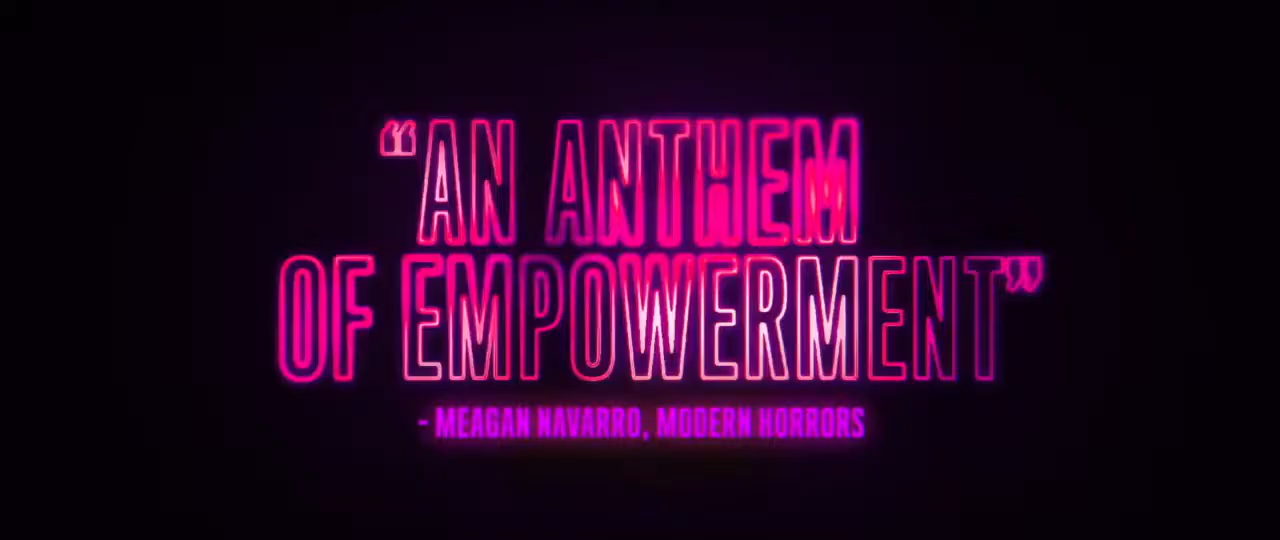 “AN ANTHEM
OF EMPOWERMENT”
- MEAGAN NAVARRO, MODERN HORRORS